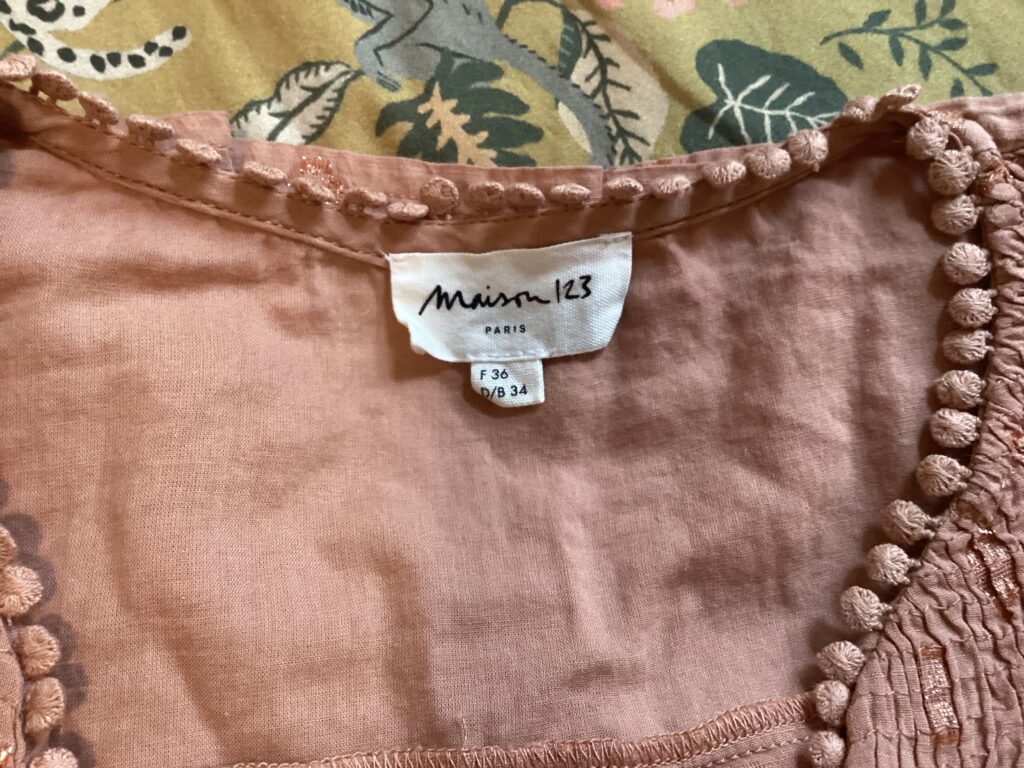 Maison 123
PARIS
F 36
D/B 34